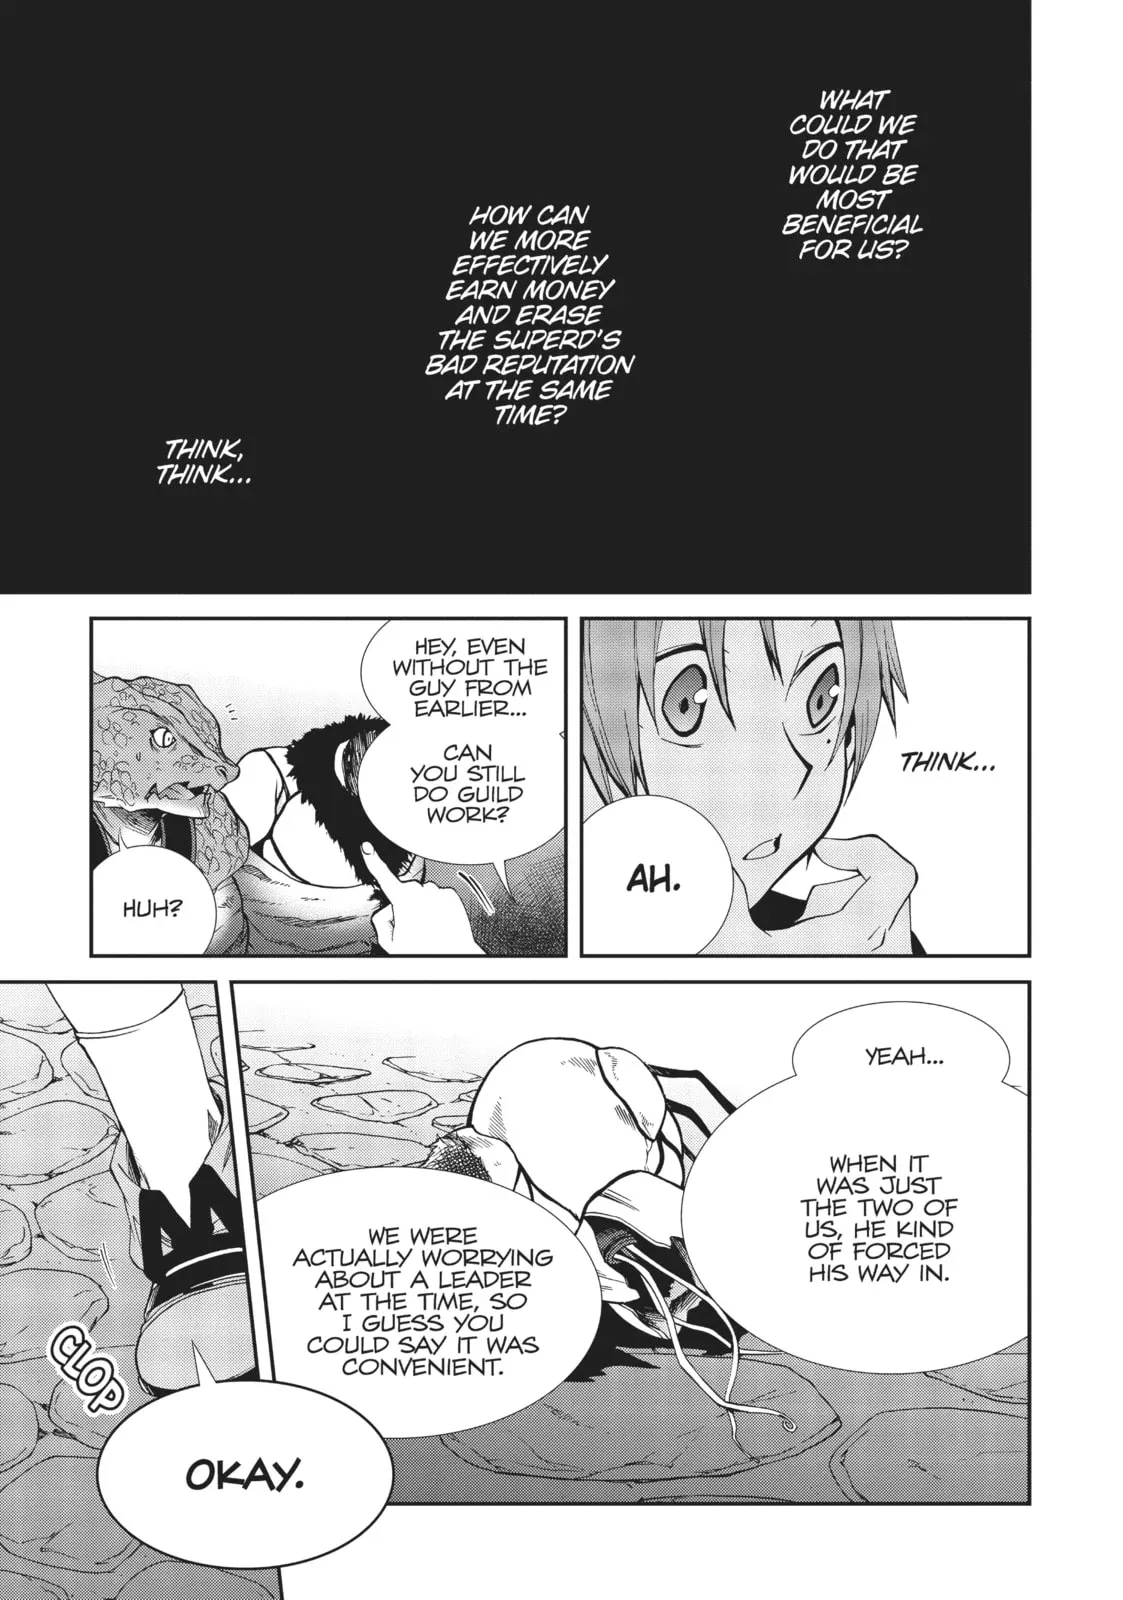 WHAT
COULD WE
DO THAT
WOULD BE
MOST
BENEFICIAL
FOR US?
HOW CAN
WE MORE
EFFECTIVELY
EARN MONEY
AND ERASE
THE SUPERD'S
BAD REPUTATION
AT THE SAME
TIME?
THINK,
THINK...
THINK...
AH.
HEY, EVEN
WITHOUT THE
GUY FROM
EARLIER...
CAN
YOU STILL
DO GUILD
WORK?
HUH?
YEAH...
WHEN IT
WAS JUST
THE TWO OF
US, HE KIND
OF FORCED
HIS WAY IN.
WE WERE
ACTUALLY WORRYING
ABOUT A LEADER
AT THE TIME, SO
I GUESS YOU
COULD SAY IT WAS
CONVENIENT.
CLOP
OKAY.